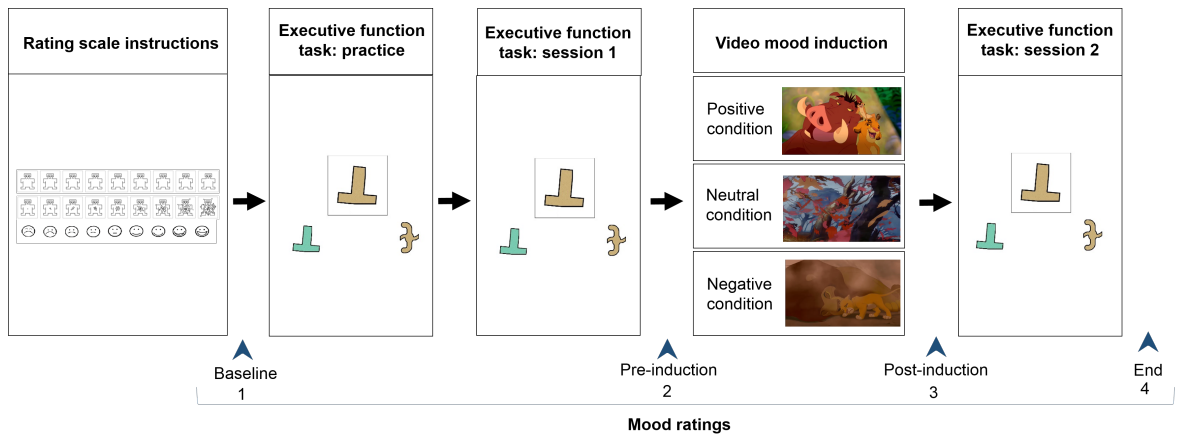 Rating scale instructions
Executive function
task: practice
Executive function
task: session 1
Video mood induction
Executive function
task: session 2
Positive
condition
Neutral
condition
Negative
condition
Baseline
1
Pre-induction
2
Post-induction
3
End
4
Mood ratings